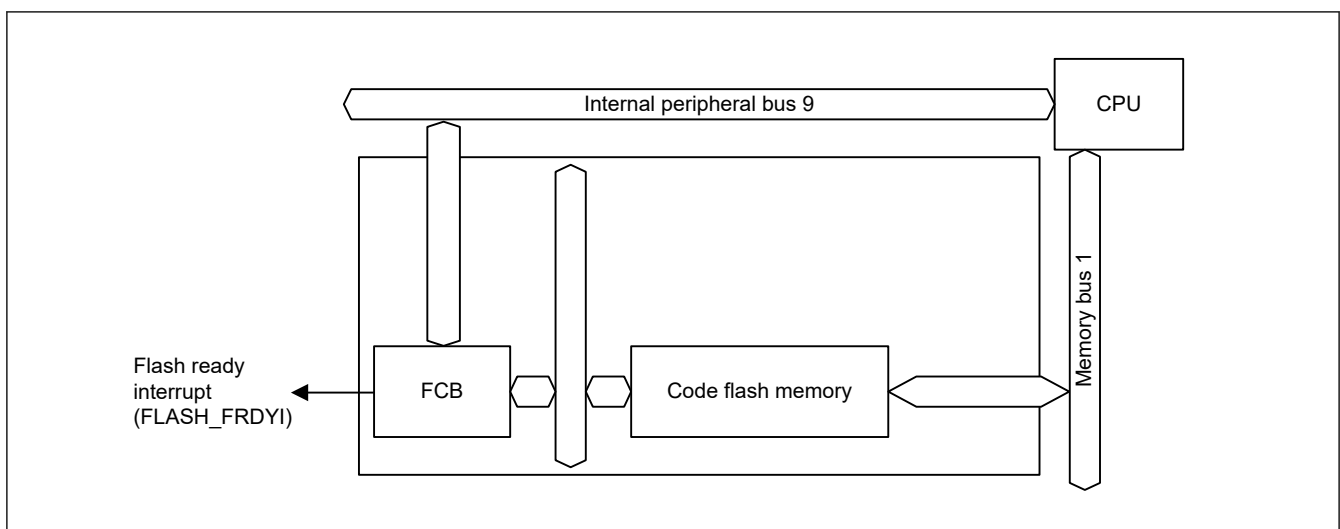 Internal peripheral bus 9
CPU
Memory bus 1
Flash ready
interrupt
(FLASH_FRDYI)
FCB
Code flash memory